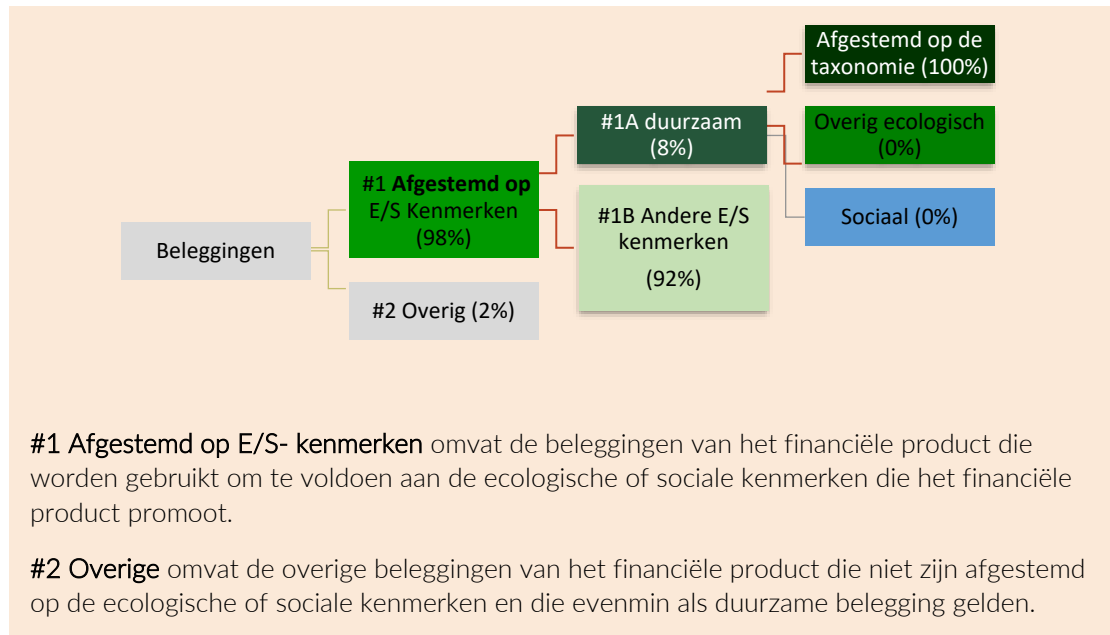 Afgestemd op de
taxonomie (100%)
#1A duurzaam
(8%)
Overig ecologisch
(0%)
#1 Afgestemd op
E/S Kenmerken
(98%)
#1B Andere E/S
kenmerken
(92%)
Sociaal (0%)
Beleggingen
#2 Overig (2%)
#1 Afgestemd op E/S- kenmerken omvat de beleggingen van het financiële product die
worden gebruikt om te voldoen aan de ecologische of sociale kenmerken die het financiële
product promoot.
#2 Overige omvat de overige beleggingen van het financiële product die niet zijn afgestemd
op de ecologische of sociale kenmerken en die evenmin als duurzame belegging gelden.